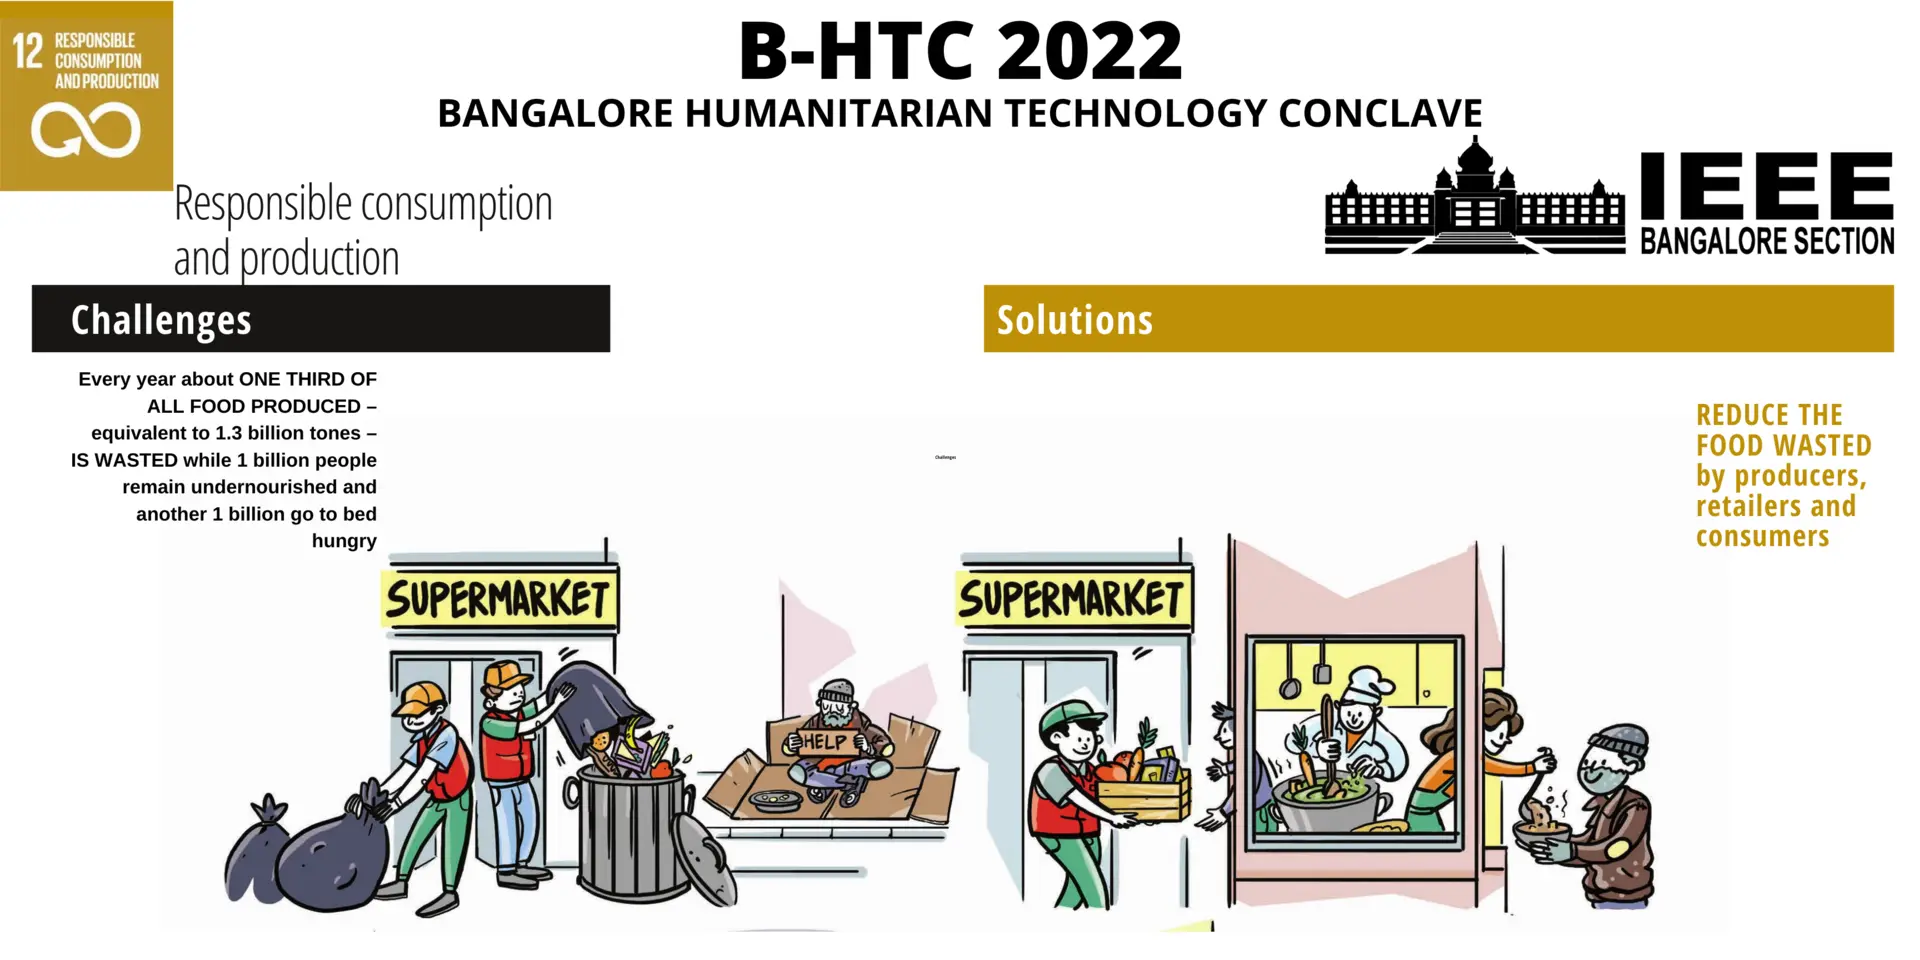 12 RESPONSIBLE
CONSUMPTION
AND PRODUCTION
B-HTC 2022
BANGALORE HUMANITARIAN TECHNOLOGY CONCLAVE
IEEE
BANGALORE SECTION
Responsible consumption
and production
Challenges
Every year about ONE THIRD OF
ALL FOOD PRODUCED –
equivalent to 1.3 billion tones –
IS WASTED while 1 billion people
remain undernourished and
another 1 billion go to bed
hungry
Challenges
Solutions
REDUCE THE
FOOD WASTED
by producers,
retailers and
consumers
SUPERMARKET
HELP
SUPERMARKET